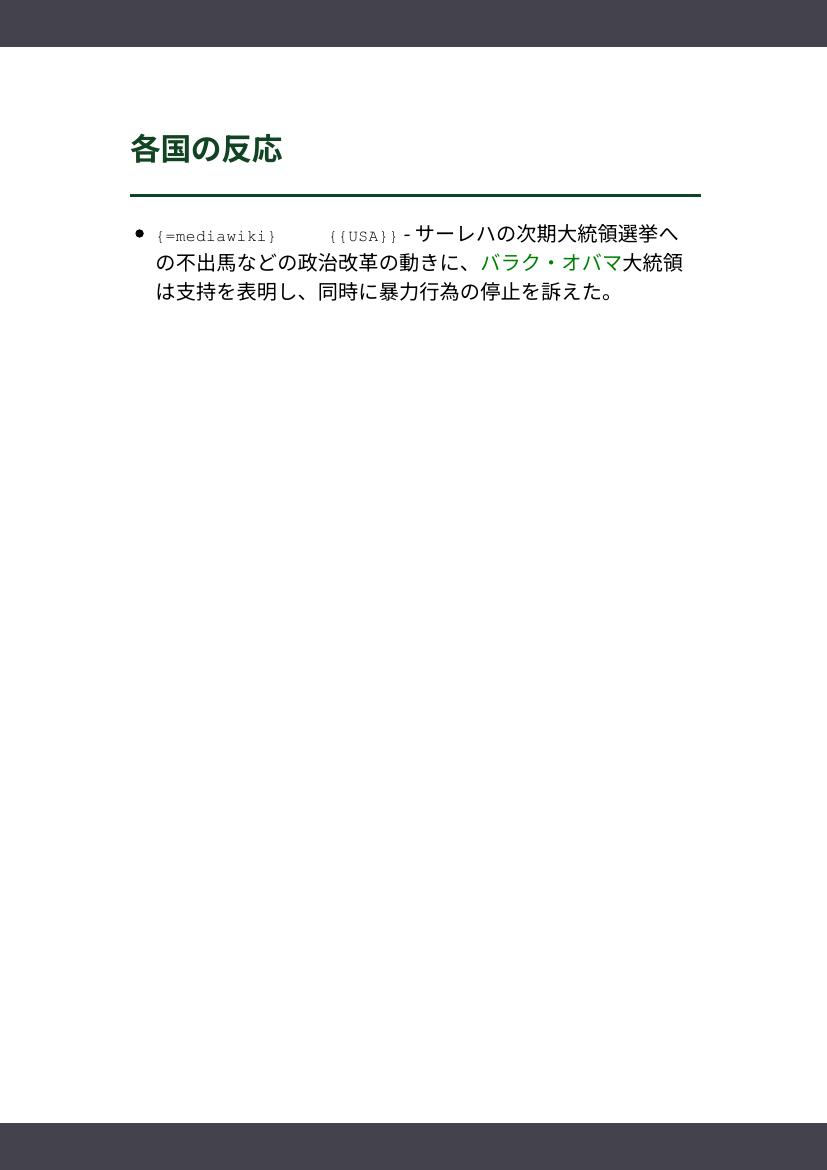 各国の反応
• {=mediawiki} {{USA}} - サーレハの次期大統領選挙へ
の不出馬などの政治改革の動きに、バラク・オバマ大統領
は支持を表明し、同時に暴力行為の停止を訴えた。